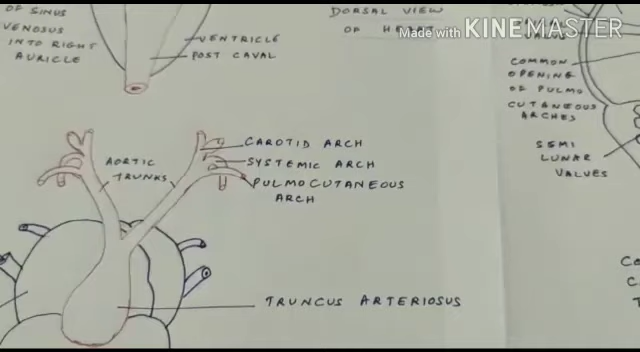 OF SINUS
VENOSUS
INTO RIGHT
AURICLE
VENTRICLE
POST CAVAL
DORSAL VIEW
OF HEART
Made with KINEMASTER
COMMON
OPENING
OF PULMO
CUTANEOUS
ARCHES
SEMI
LUNAR
VALVES
AORTIC
TRUNKS
CAROTID ARCH
SYSTEMIC ARCH
PULMOCUTANEOUS
ARCH
TRUNCUS ARTERIOSUS